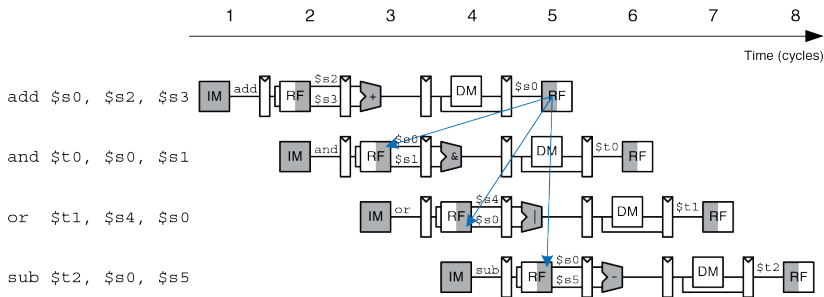 1 2 3 4 5 6 7 8
Time (cycles)
add $s0, $s2, $s3 IM add RF $s2 $s3 + DM $s0 RF
and $t0, $s0, $s1 IM and RF $s0 $s1 & DM $t0 RF
or $t1, $s4, $s0 IM or RF $s4 $s0 | DM $t1 RF
sub $t2, $s0, $s5 IM sub RF $s0 $s5 - DM $t2 RF